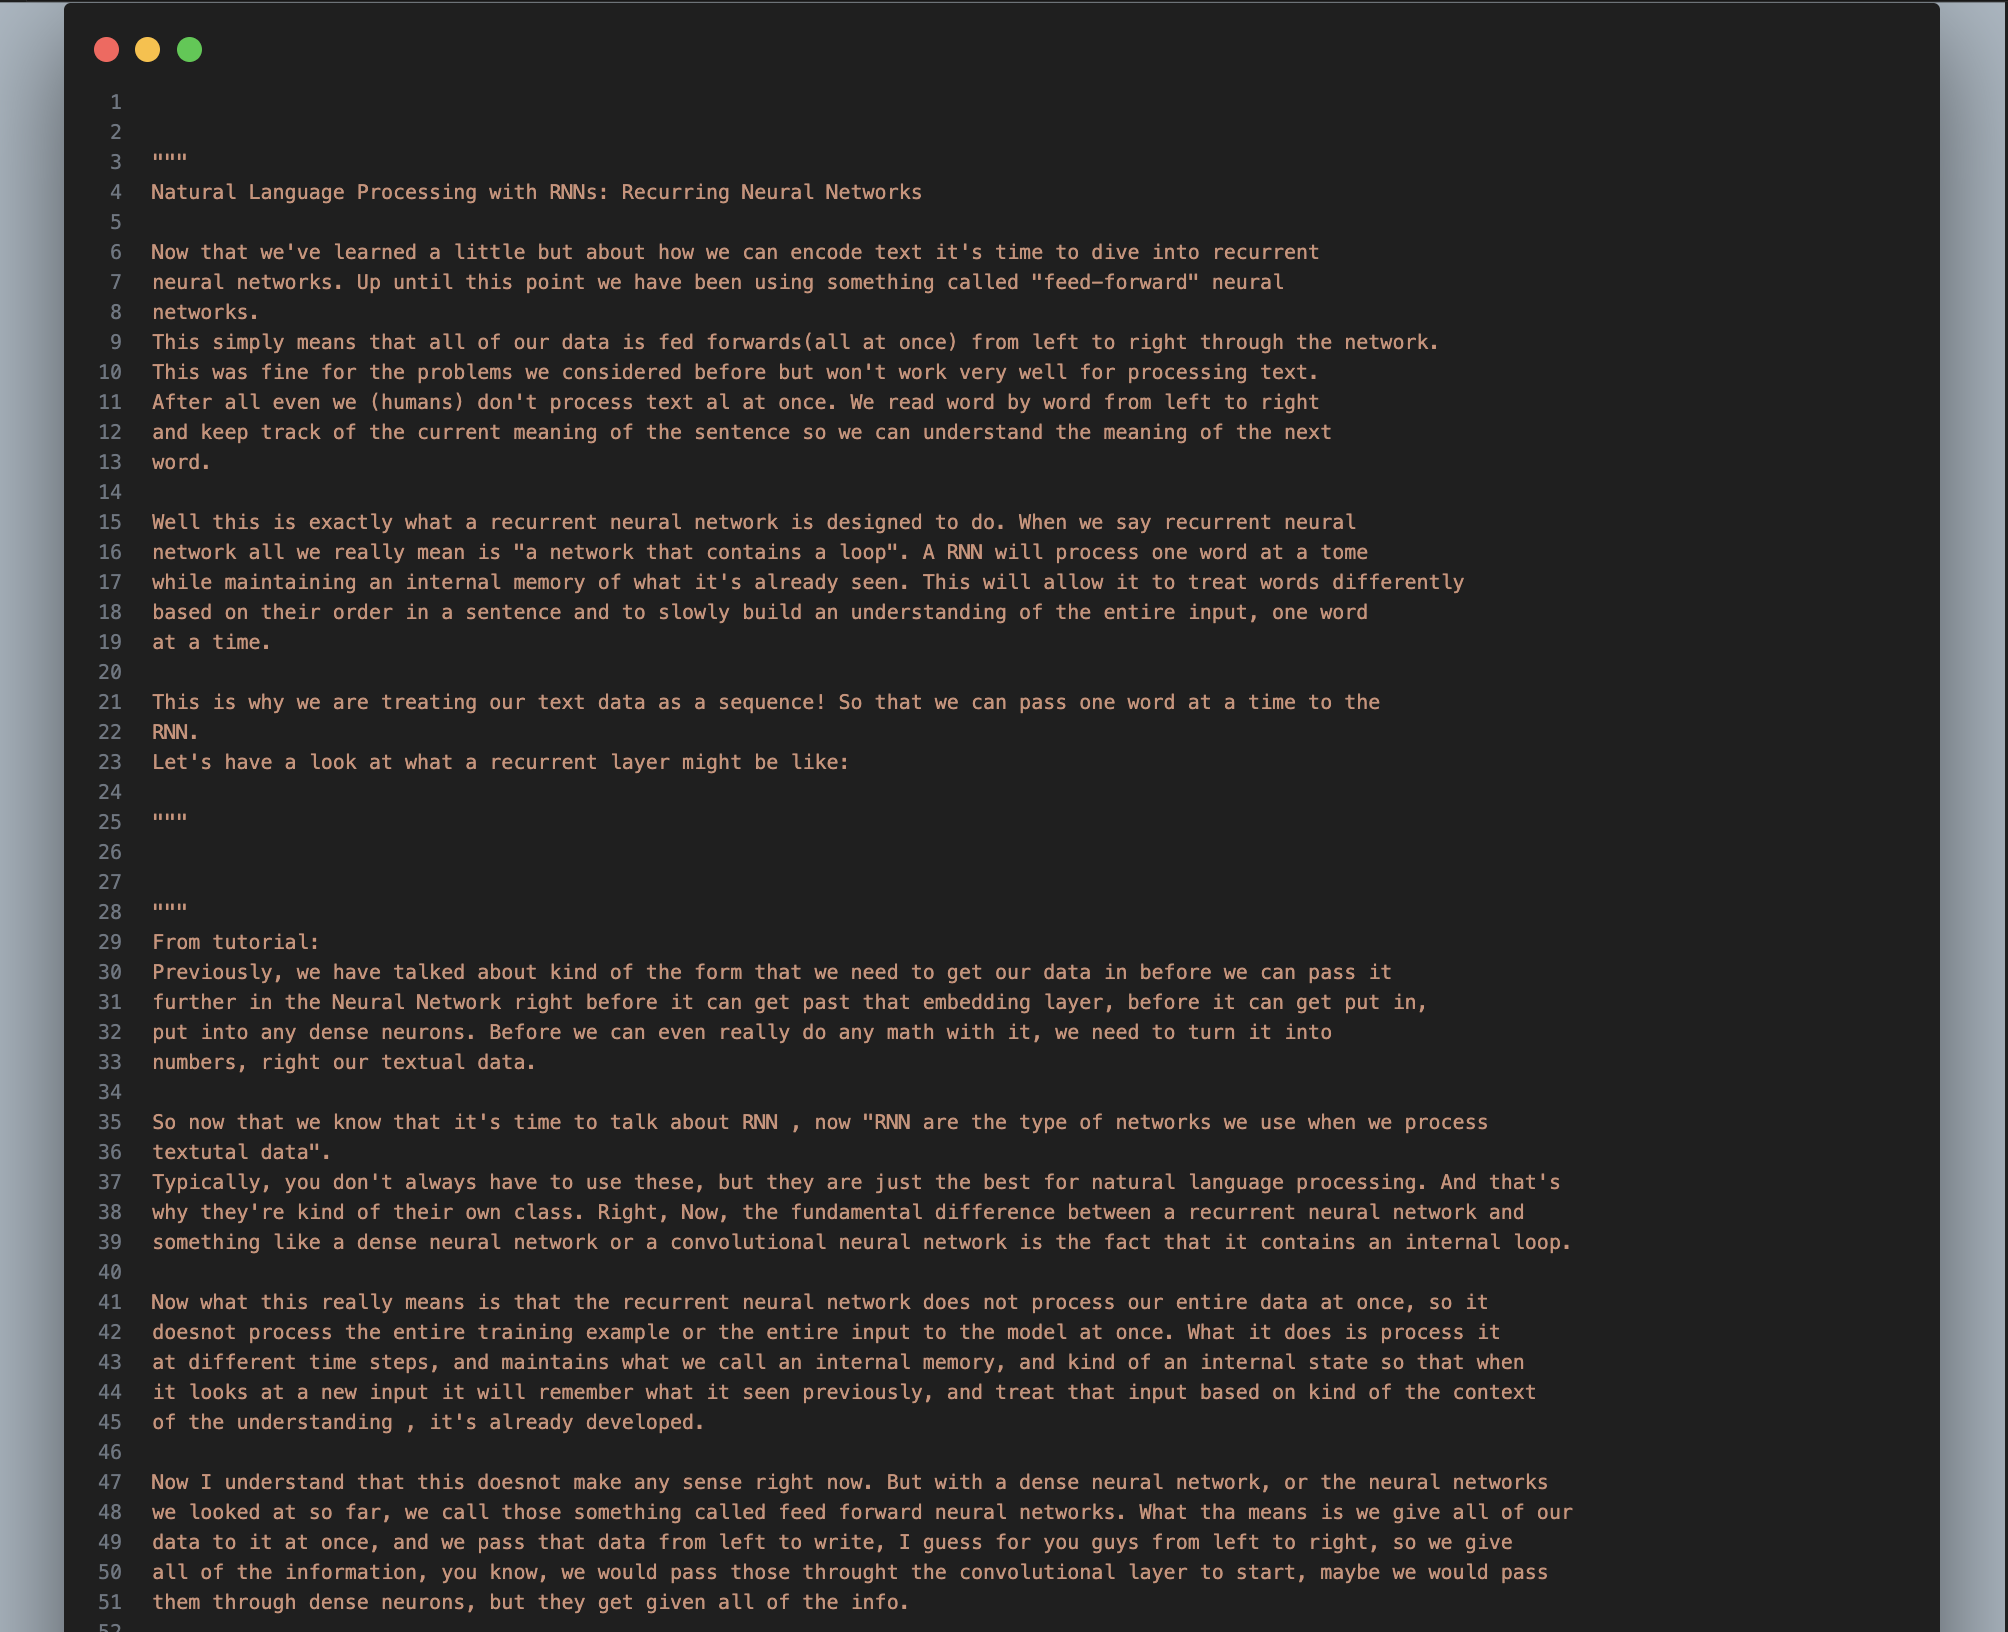 1
2
3 """
4 Natural Language Processing with RNNs: Recurring Neural Networks
5
6 Now that we've learned a little but about how we can encode text it's time to dive into recurrent
7 neural networks. Up until this point we have been using something called "feed-forward" neural
8 networks.
9 This simply means that all of our data is fed forwards(all at once) from left to right through the network.
10 This was fine for the problems we considered before but won't work very well for processing text.
11 After all even we (humans) don't process text al at once. We read word by word from left to right
12 and keep track of the current meaning of the sentence so we can understand the meaning of the next
13 word.
14
15 Well this is exactly what a recurrent neural network is designed to do. When we say recurrent neural
16 network all we really mean is "a network that contains a loop". A RNN will process one word at a tome
17 while maintaining an internal memory of what it's already seen. This will allow it to treat words differently
18 based on their order in a sentence and to slowly build an understanding of the entire input, one word
19 at a time.
20
21 This is why we are treating our text data as a sequence! So that we can pass one word at a time to the
22 RNN.
23 Let's have a look at what a recurrent layer might be like:
24
25 """
26
27
28 """
29 From tutorial:
30 Previously, we have talked about kind of the form that we need to get our data in before we can pass it
31 further in the Neural Network right before it can get past that embedding layer, before it can get put in,
32 put into any dense neurons. Before we can even really do any math with it, we need to turn it into
33 numbers, right our textual data.
34
35 So now that we know that it's time to talk about RNN , now "RNN are the type of networks we use when we process
36 textutal data".
37 Typically, you don't always have to use these, but they are just the best for natural language processing. And that's
38 why they're kind of their own class. Right, Now, the fundamental difference between a recurrent neural network and
39 something like a dense neural network or a convolutional neural network is the fact that it contains an internal loop.
40
41 Now what this really means is that the recurrent neural network does not process our entire data at once, so it
42 doesnot process the entire training example or the entire input to the model at once. What it does is process it
43 at different time steps, and maintains what we call an internal memory, and kind of an internal state so that when
44 it looks at a new input it will remember what it seen previously, and treat that input based on kind of the context
45 of the understanding , it's already developed.
46
47 Now I understand that this doesnot make any sense right now. But with a dense neural network, or the neural networks
48 we looked at so far, we call those something called feed forward neural networks. What tha means is we give all of our
49 data to it at once, and we pass that data from left to write, I guess for you guys from left to right, so we give
50 all of the information, you know, we would pass those throught the convolutional layer to start, maybe we would pass
51 them through dense neurons, but they get given all of the info.
52